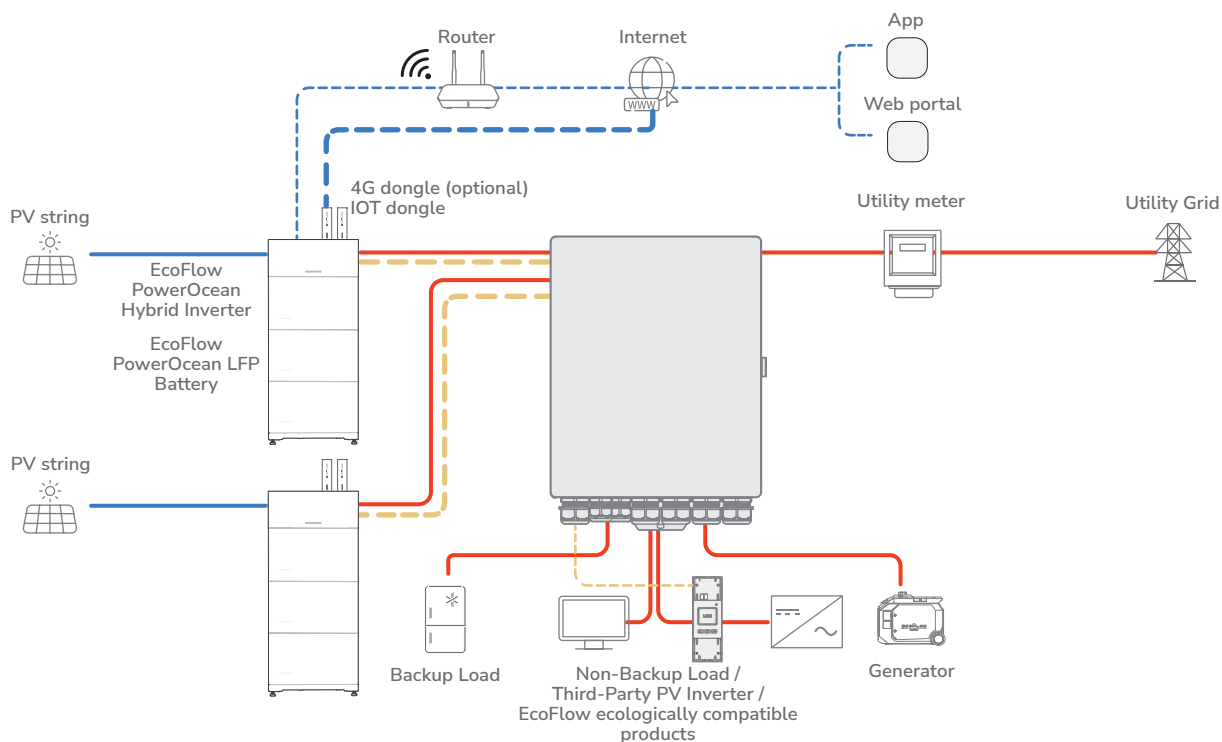 App
Router
Internet
WWW
Web portal
4G dongle (optional)
IOT dongle
Utility meter
Utility Grid
PV string
EcoFlow
PowerOcean
Hybrid Inverter
EcoFlow
PowerOcean LFP
Battery
PV string
Backup Load
Non-Backup Load /
Third-Party PV Inverter /
EcoFlow ecologically compatible
products
Generator